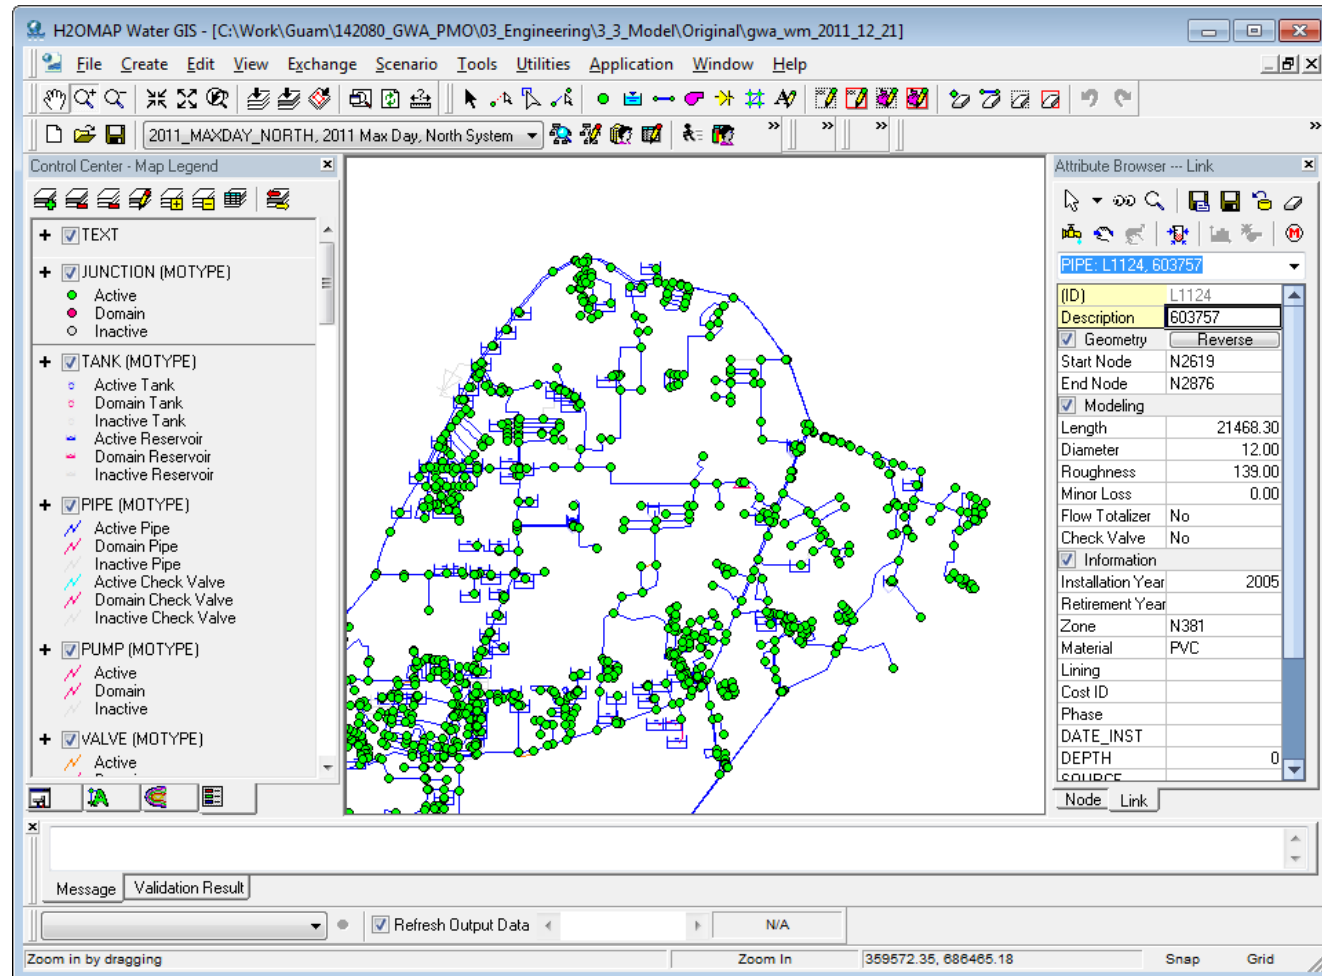 H2OMAP Water GIS - [C:\Work\Guam\142080_GWA_PMO\03_Engineering\3_3_Model\Original\gwa_wm_2011_12_21]
File Create Edit View Exchange Scenario Tools Utilities Application Window Help
2011_MAXDAY_NORTH, 2011 Max Day, North System
Control Center - Map Legend
TEXT
JUNCTION (MOTYPE)
Active
Domain
Inactive
TANK (MOTYPE)
Active Tank
Domain Tank
Inactive Tank
Active Reservoir
Domain Reservoir
Inactive Reservoir
PIPE (MOTYPE)
Active Pipe
Domain Pipe
Inactive Pipe
Active Check Valve
Domain Check Valve
Inactive Check Valve
PUMP (MOTYPE)
Active
Domain
Inactive
VALVE (MOTYPE)
Active
Attribute Browser --- Link
PIPE: L1124, 603757
(ID) L1124
Description 603757
Geometry Reverse
Start Node N2619
End Node N2876
Modeling
Length 21468.30
Diameter 12.00
Roughness 139.00
Minor Loss 0.00
Flow Totalizer No
Check Valve No
Information
Installation Year 2005
Retirement Year
Zone N381
Material PVC
Lining
Cost ID
Phase
DATE_INST
DEPTH 0
SOURCE
Node Link
Message Validation Result
Refresh Output Data N/A
Zoom in by dragging Zoom In 359572.35, 686465.18 Snap Grid